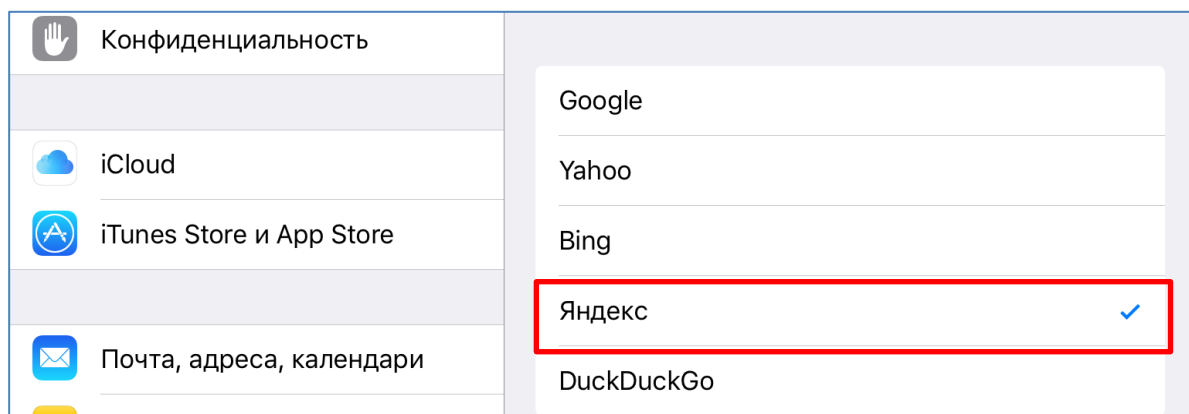 Конфиденциальность
iCloud
iTunes Store и App Store
Почта, адреса, календари
Google
Yahoo
Bing
Яндекс
DuckDuckGo